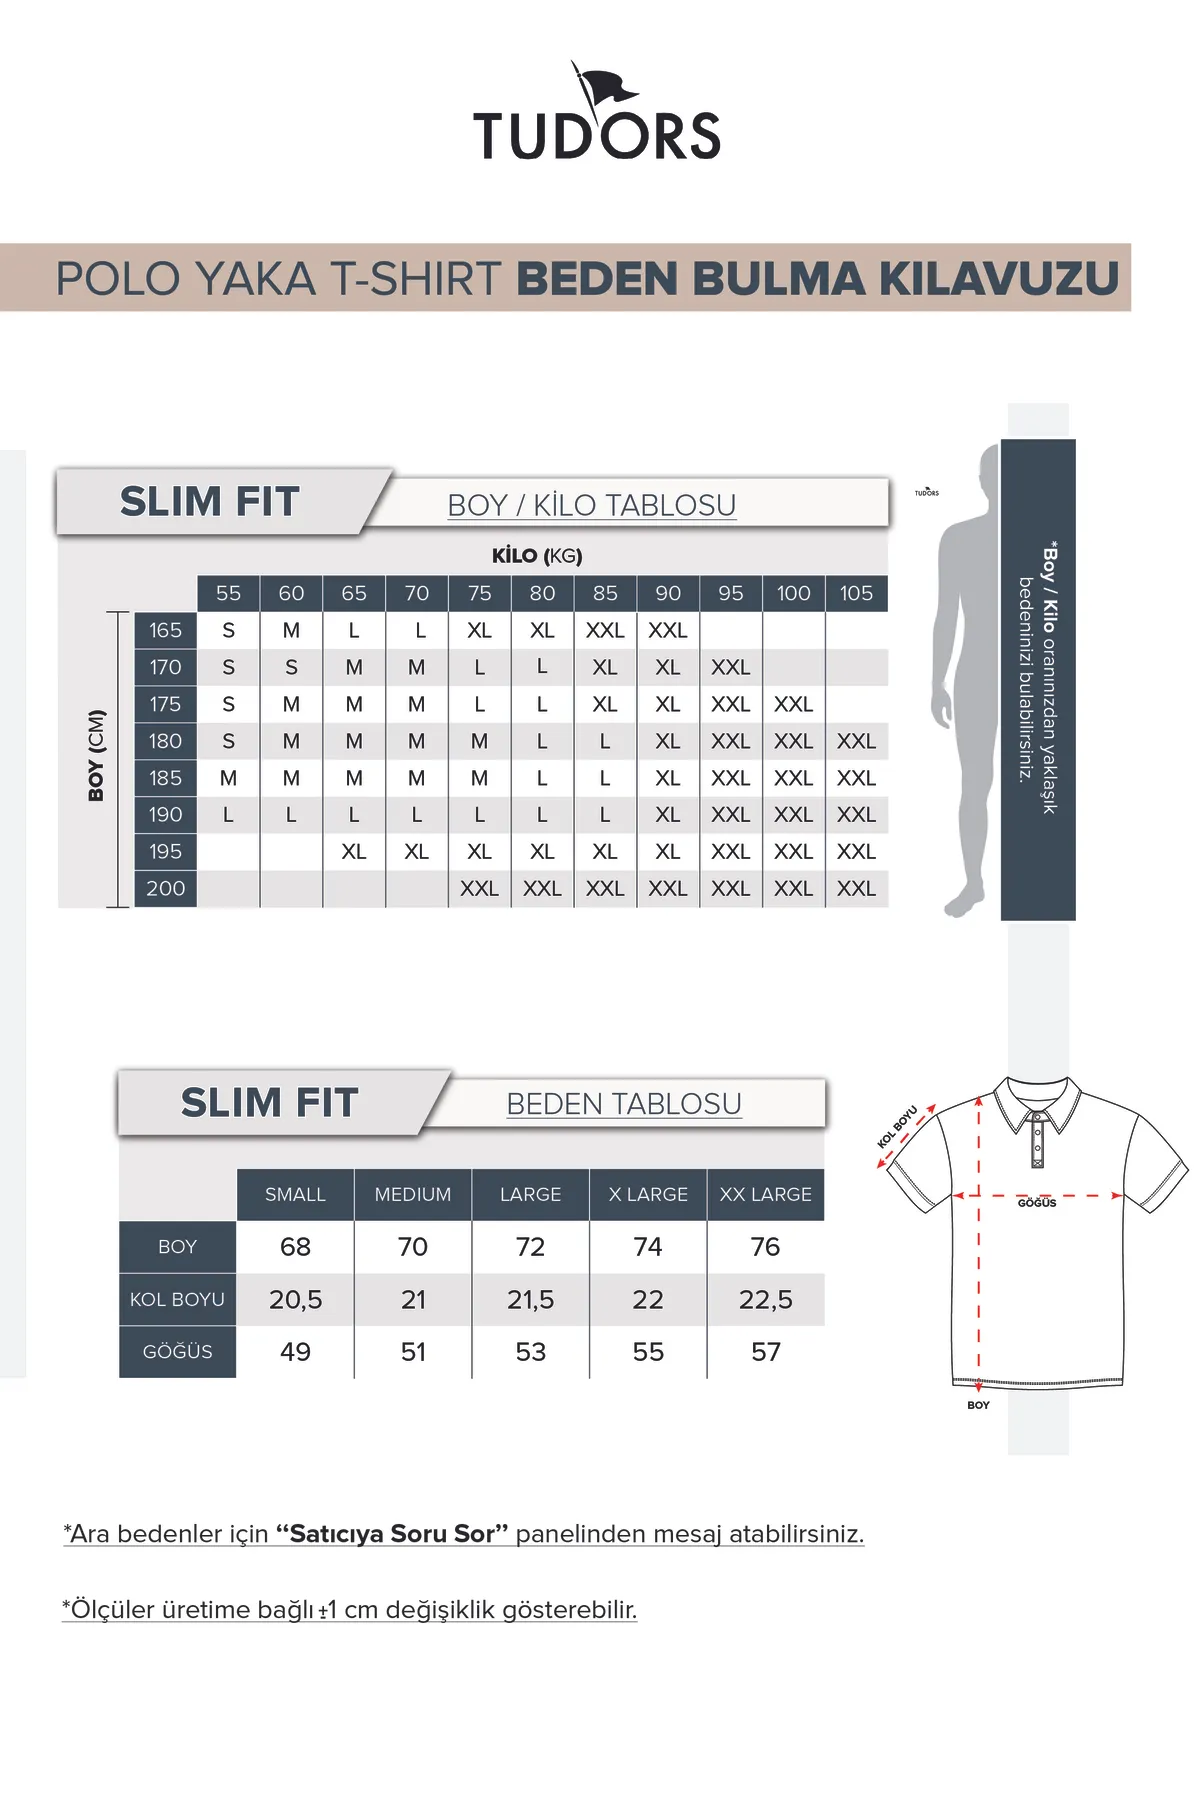 TUDORS
POLO YAKA T-SHIRT BEDEN BULMA KILAVUZU
SLIM FIT
BOY / KİLO TABLOSU
KİLO (KG)
55 60 65 70 75 80 85 90 95 100 105
BOY (CM)
165 S M L L XL XL XXL XXL
170 S S M M L L XL XL XXL
175 S M M M L L XL XL XXL XXL
180 S M M M M L L XL XXL XXL XXL
185 M M M M M L L XL XXL XXL XXL
190 L L L L L L L XL XXL XXL XXL
195 XL XL XL XL XL XL XXL XXL XXL
200 XXL XXL XXL XXL XXL XXL XXL
TUDORS
*Boy / Kilo oranınızdan yaklaşık
bedeninizi bulabilirsiniz.
SLIM FIT
BEDEN TABLOSU
SMALL MEDIUM LARGE X LARGE XX LARGE
BOY 68 70 72 74 76
KOL BOYU 20,5 21 21,5 22 22,5
GÖĞÜS 49 51 53 55 57
KOL BOYU
GÖĞÜS
BOY
*Ara bedenler için “Satıcıya Soru Sor” panelinden mesaj atabilirsiniz.
*Ölçüler üretime bağlı ±1 cm değişiklik gösterebilir.